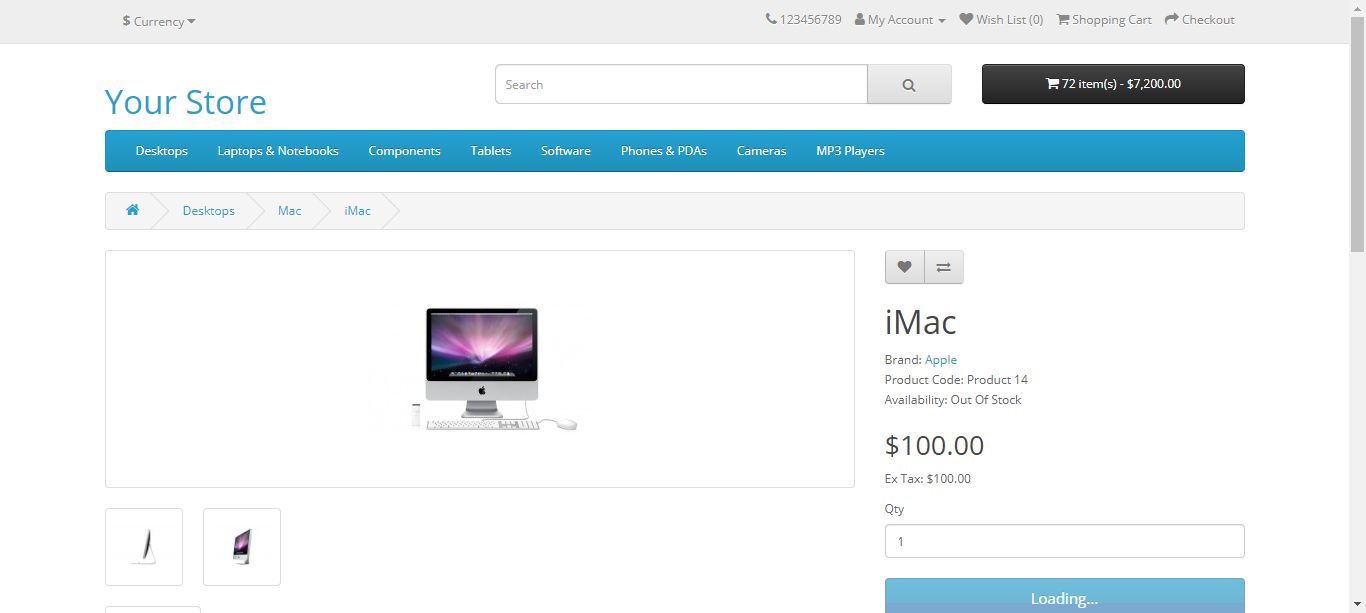 $ Currency
123456789 My Account Wish List (0) Shopping Cart Checkout
Your Store
Search
72 item(s) - $7,200.00
Desktops Laptops & Notebooks Components Tablets Software Phones & PDAs Cameras MP3 Players
Desktops Mac iMac
iMac
Brand: Apple
Product Code: Product 14
Availability: Out Of Stock
$100.00
Ex Tax: $100.00
Qty
1
Loading...